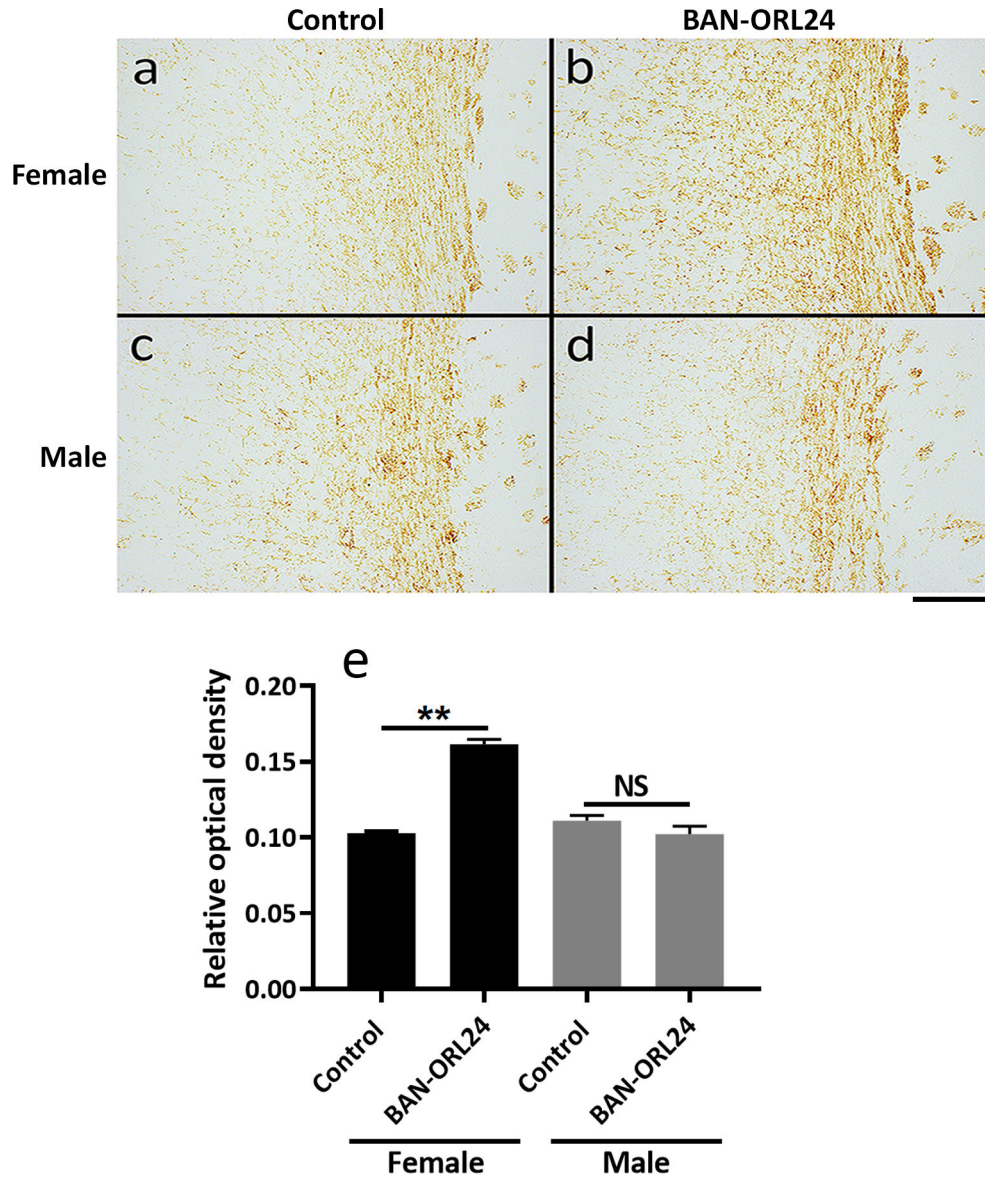 Control BAN-ORL24
a b
Female
c d
Male
e
Relative optical density
0.20
0.15
0.10
0.05
0.00
**
NS
Control BAN-ORL24 Control BAN-ORL24
Female Male